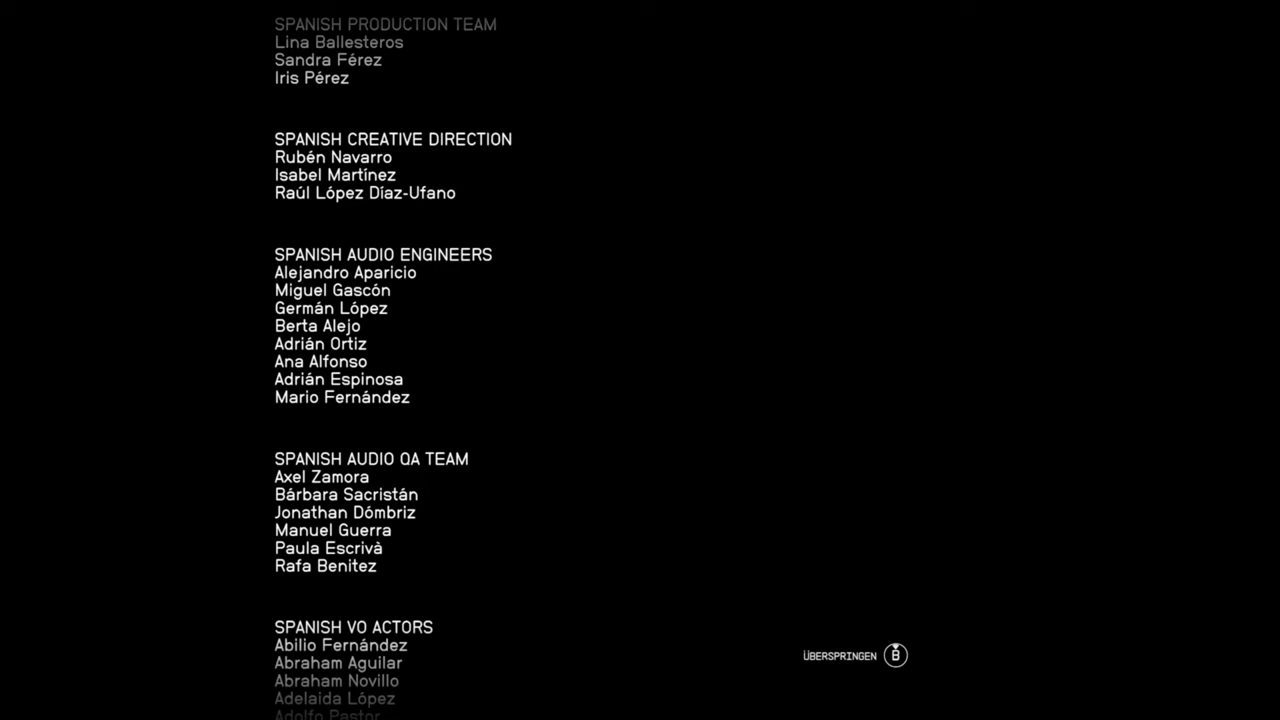 SPANISH PRODUCTION TEAM
Lina Ballesteros
Sandra Férez
Iris Pérez
SPANISH CREATIVE DIRECTION
Rubén Navarro
Isabel Martínez
Raúl López Díaz-Ufano
SPANISH AUDIO ENGINEERS
Alejandro Aparicio
Miguel Gascón
Germán López
Berta Alejo
Adrián Ortiz
Ana Alfonso
Adrián Espinosa
Mario Fernández
SPANISH AUDIO QA TEAM
Axel Zamora
Bárbara Sacristán
Jonathan Dómbriz
Manuel Guerra
Paula Escrivà
Rafa Benitez
SPANISH VO ACTORS
Abilio Fernández
Abraham Aguilar
Abraham Novillo
Adelaida López
Adolfo Pastor
ÜBERSPRINGEN B